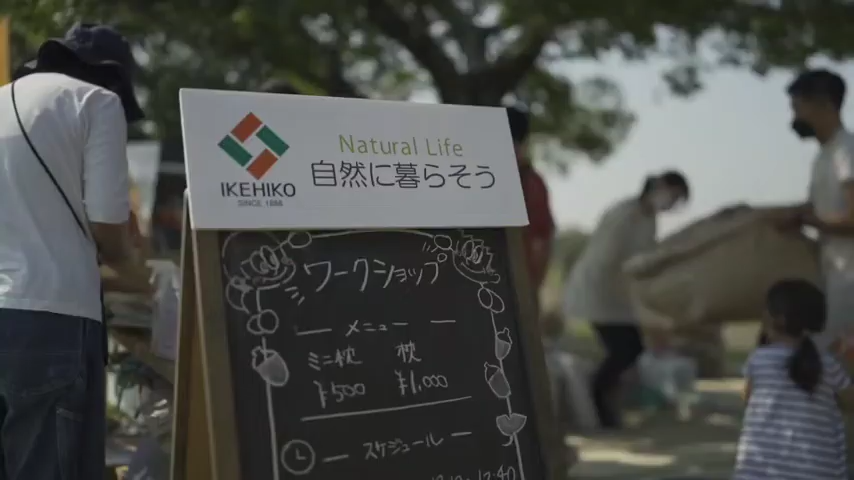 Natural Life
自然に暮らそう
IKEHIKO
SINCE 1886
ワークショップ
メニュー
ミニ枕 枕
¥500 ¥1,000
スケジュール